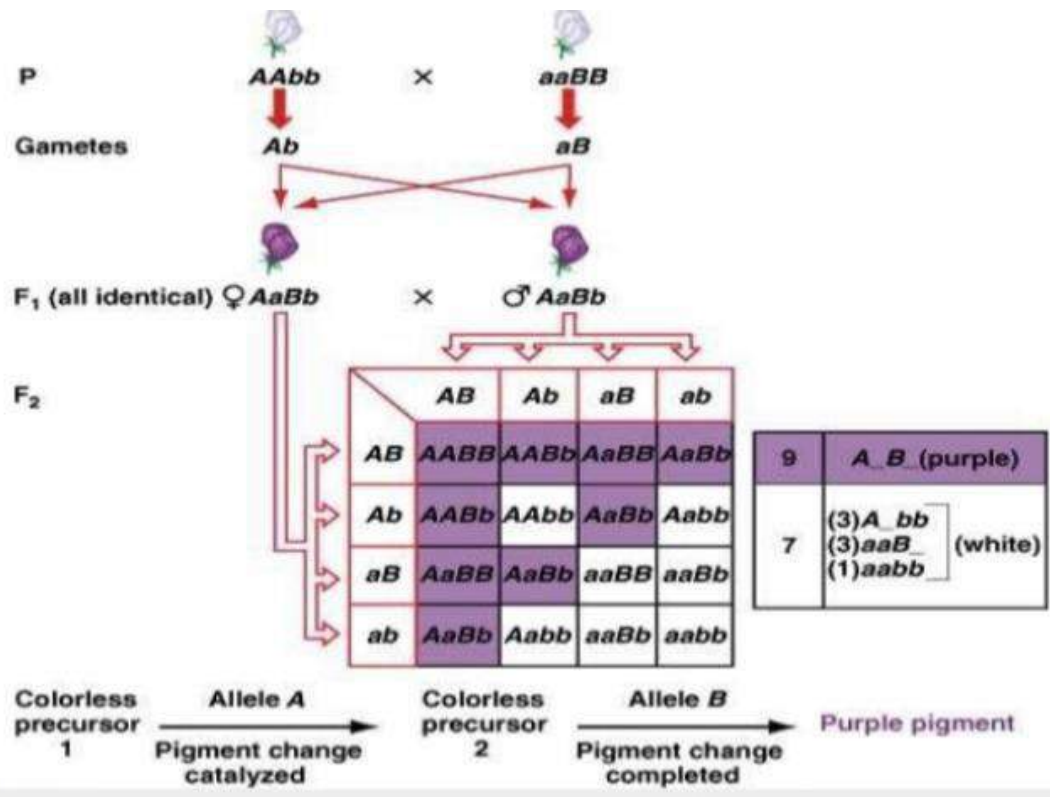 P AAbb × aaBB
Gametes Ab aB
F₁ (all identical) ♀ AaBb × ♂ AaBb
F₂
AB Ab aB ab
AB AABB AABb AaBB AaBb
Ab AABb AAbb AaBb Aabb
aB AaBB AaBb aaBB aaBb
ab AaBb Aabb aaBb aabb
9 A_B_(purple)
7 (3)A_bb
(3)aaB_ (white)
(1)aabb
Colorless precursor 1
Allele A
Pigment change catalyzed
Colorless precursor 2
Allele B
Pigment change completed
Purple pigment